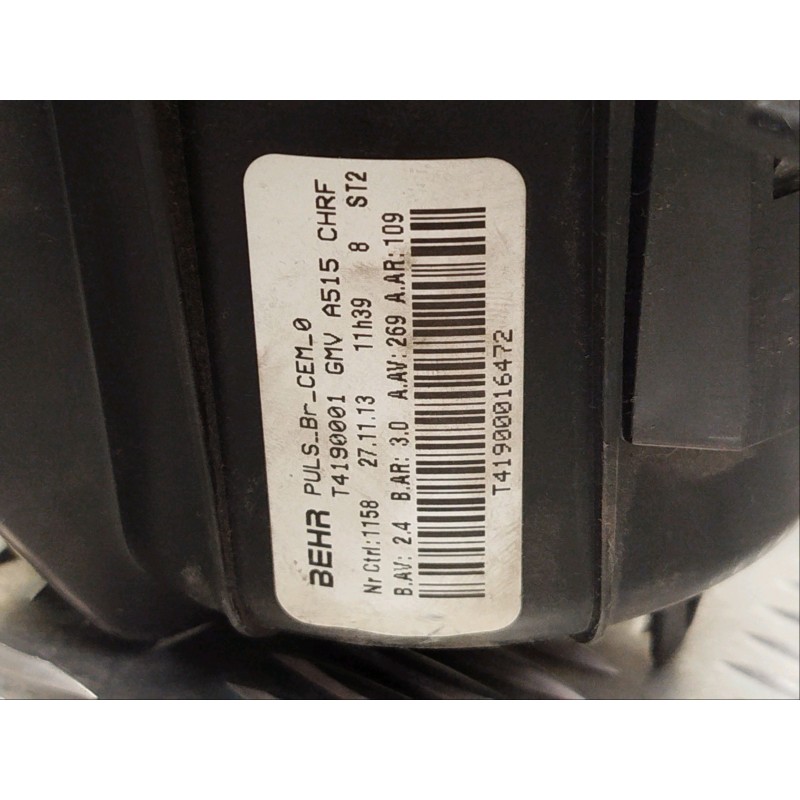 BEHR PULS_Br_CEM_0
T4190001 GMV A515 CHRF
Nr Ctrl:1158 27.11.13 11h39 8 ST2
B.AV: 2.4 B.AR: 3.0 A.AV: 269 A.AR: 109
T41900016472